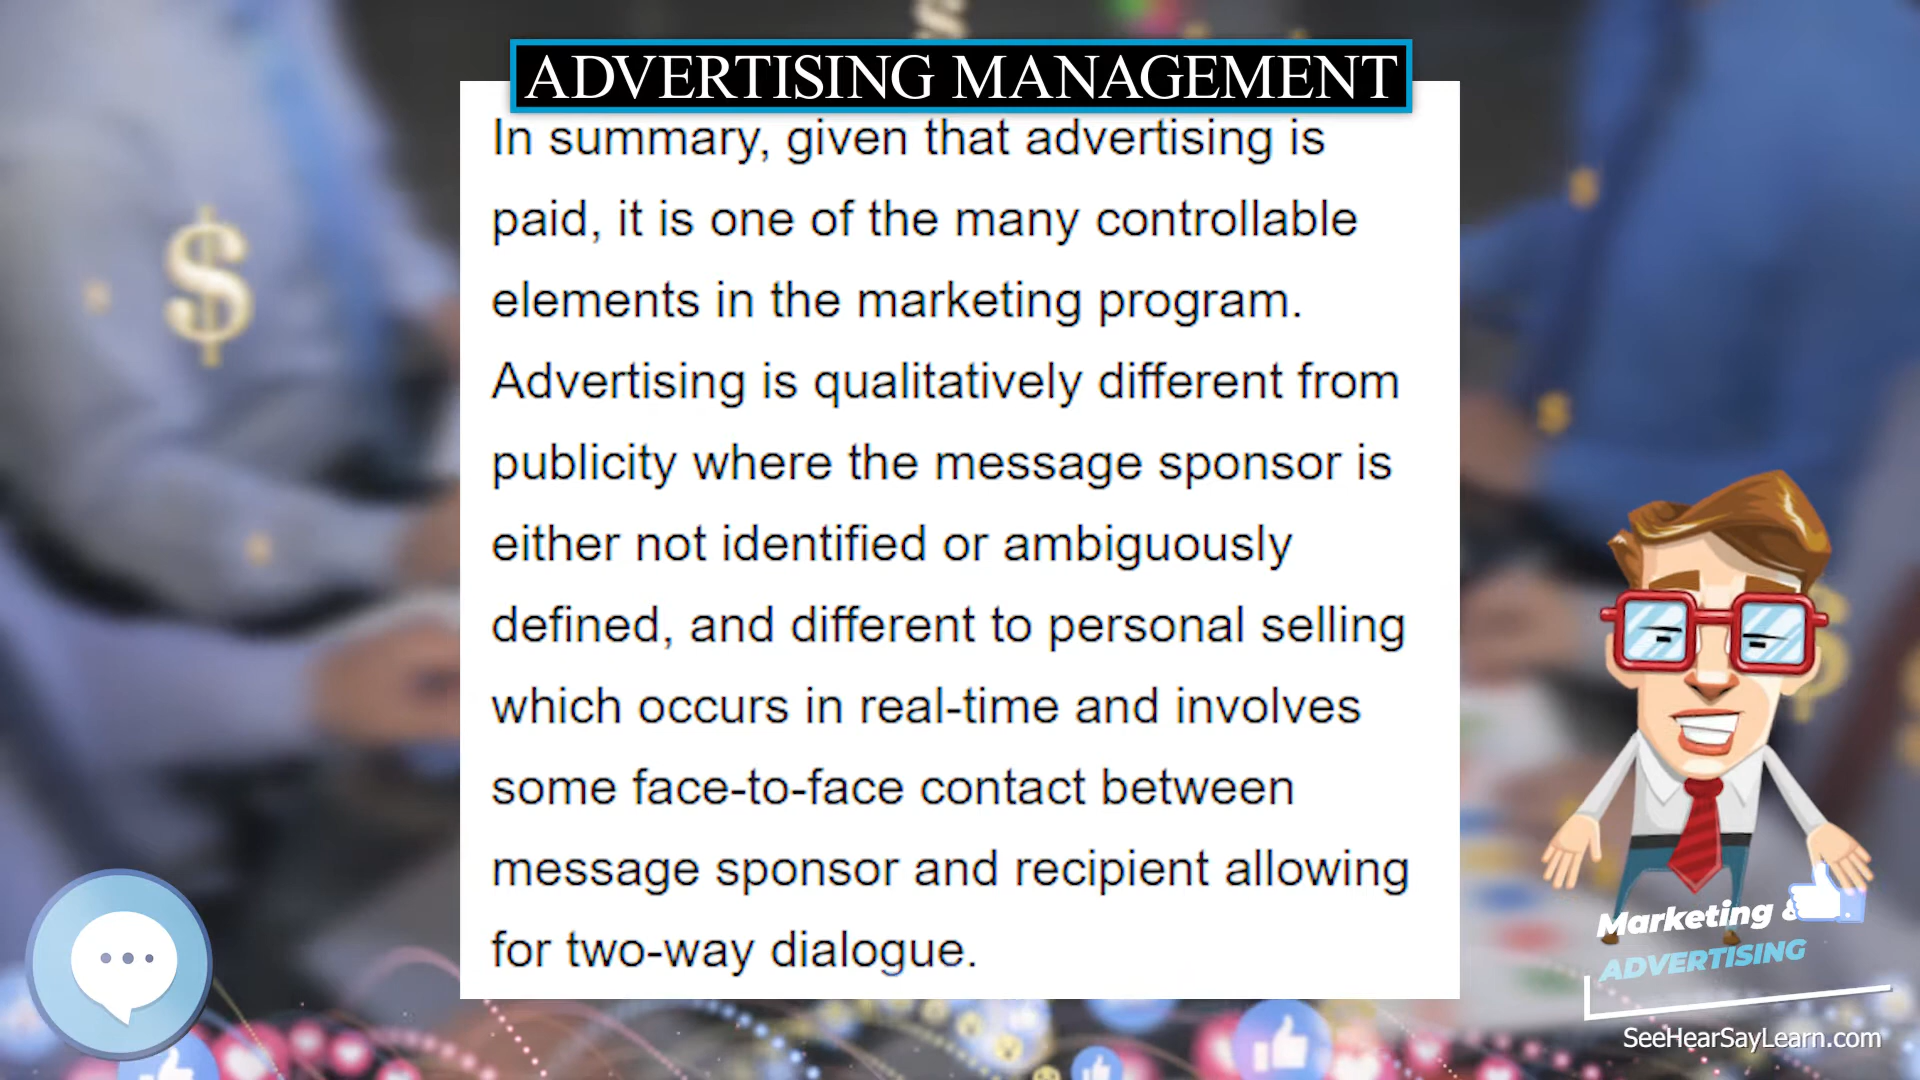 ADVERTISING MANAGEMENT
In summary, given that advertising is
paid, it is one of the many controllable
elements in the marketing program.
Advertising is qualitatively different from
publicity where the message sponsor is
either not identified or ambiguously
defined, and different to personal selling
which occurs in real-time and involves
some face-to-face contact between
message sponsor and recipient allowing
for two-way dialogue.
Marketing &
ADVERTISING
SeeHearSayLearn.com